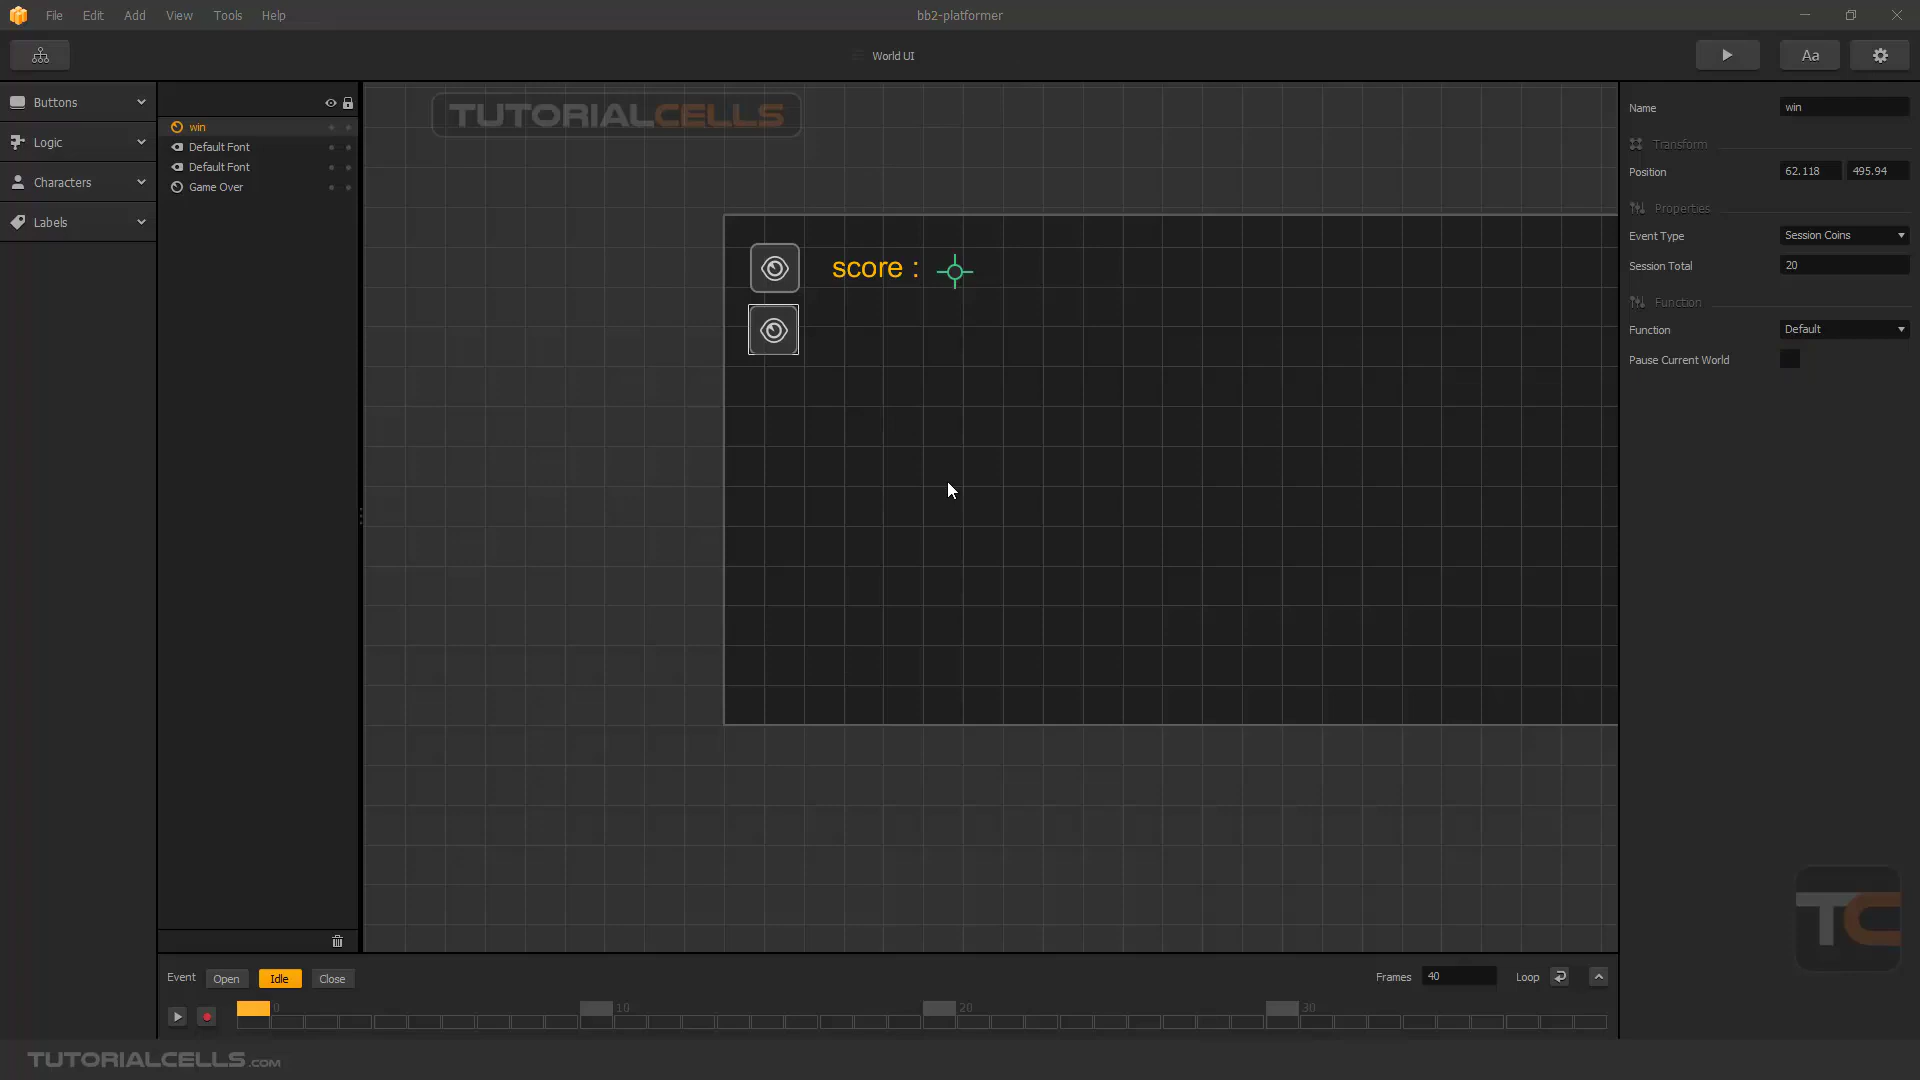 File Edit Add View Tools Help
bb2-platformer
World UI
Aa
Buttons
Logic
Characters
Labels
win
Default Font
Default Font
Game Over
TUTORIALCELLS
score :
Name win
Transform
Position 62.118 495.94
Properties
Event Type Session Coins
Session Total 20
Function
Function Default
Pause Current World
TC
Event Open Idle Close
Frames 40 Loop
0 10 20 30
TUTORIALCELLS.COM